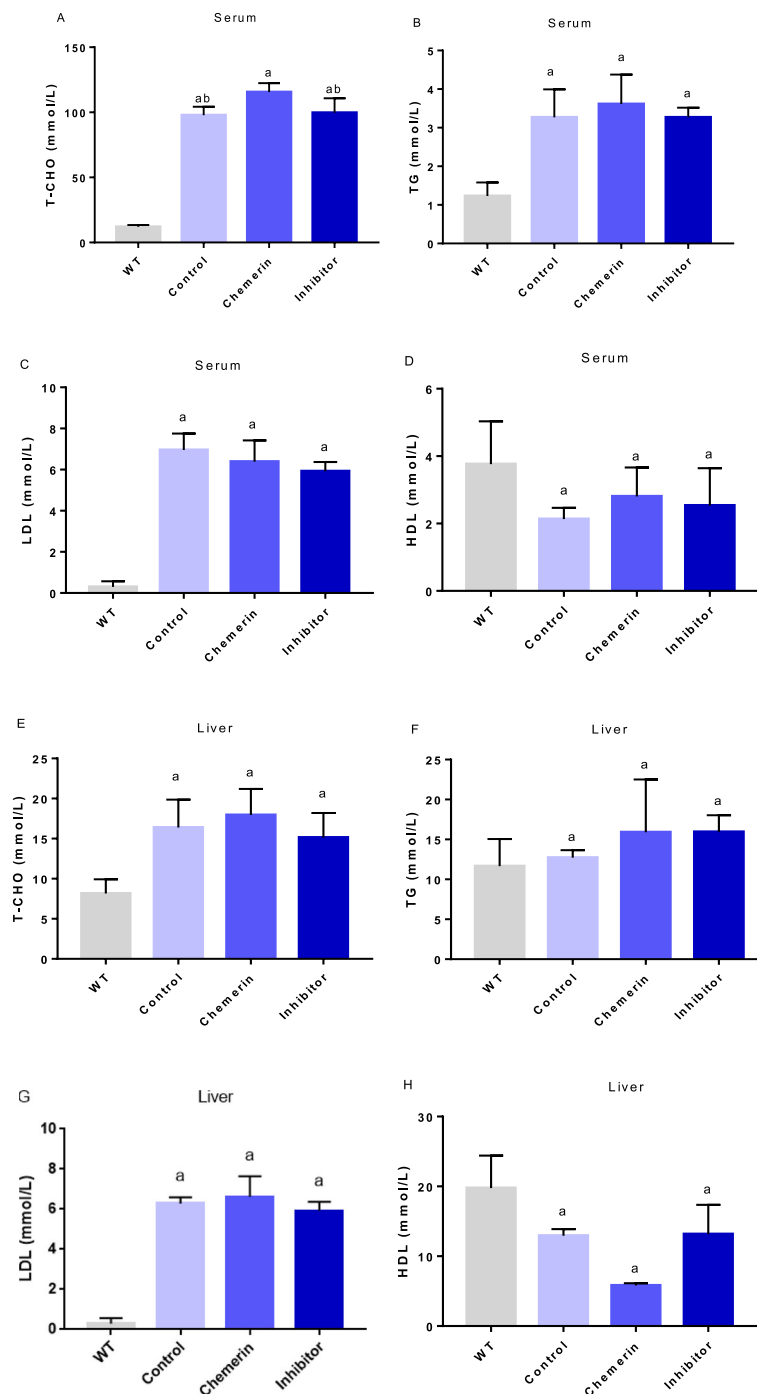 A
Serum
T-CHO (mmol/L)
150
100
50
0
ab
a
ab
WT
Control
Chemerin
Inhibitor
B
Serum
TG (mmol/L)
5
4
3
2
1
0
a
a
a
WT
Control
Chemerin
Inhibitor
C
Serum
LDL (mmol/L)
10
8
6
4
2
0
a
a
a
WT
Control
Chemerin
Inhibitor
D
Serum
HDL (mmol/L)
6
4
2
0
a
a
a
WT
Control
Chemerin
Inhibitor
E
Liver
T-CHO (mmol/L)
25
20
15
10
5
0
a
a
a
WT
Control
Chemerin
Inhibitor
F
Liver
TG (mmol/L)
25
20
15
10
5
0
a
a
a
WT
Control
Chemerin
Inhibitor
G
Liver
LDL (mmol/L)
10
8
6
4
2
0
a
a
a
WT
Control
Chemerin
Inhibitor
H
Liver
HDL (mmol/L)
30
20
10
0
a
a
a
WT
Control
Chemerin
Inhibitor